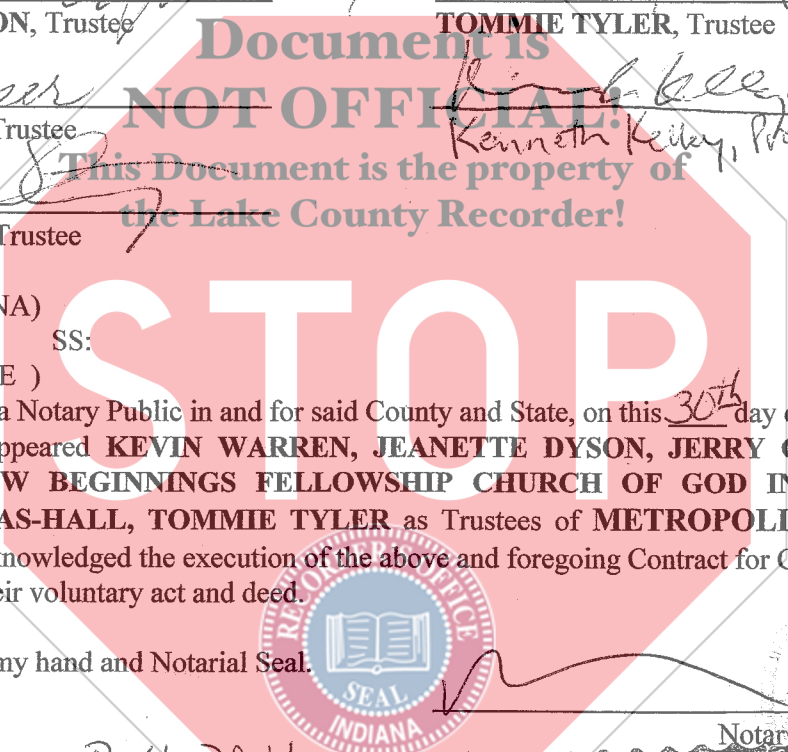 ON, Trustee
TOMMIE TYLER, Trustee
Document is
NOT OFFICIAL!
Kenneth Kelley,
Trustee
This Document is the property of
the Lake County Recorder!
Trustee
STOP
NA)
SS:
E )
a Notary Public in and for said County and State, on this 30th day
ppeared KEVIN WARREN, JEANETTE DYSON, JERRY
W BEGINNINGS FELLOWSHIP CHURCH OF GOD IN
AS-HALL, TOMMIE TYLER as Trustees of METROPOLI
knowledged the execution of the above and foregoing Contract for
eir voluntary act and deed.
my hand and Notarial Seal.
RECORDER'S OFFICE
SEAL
INDIANA
Notar